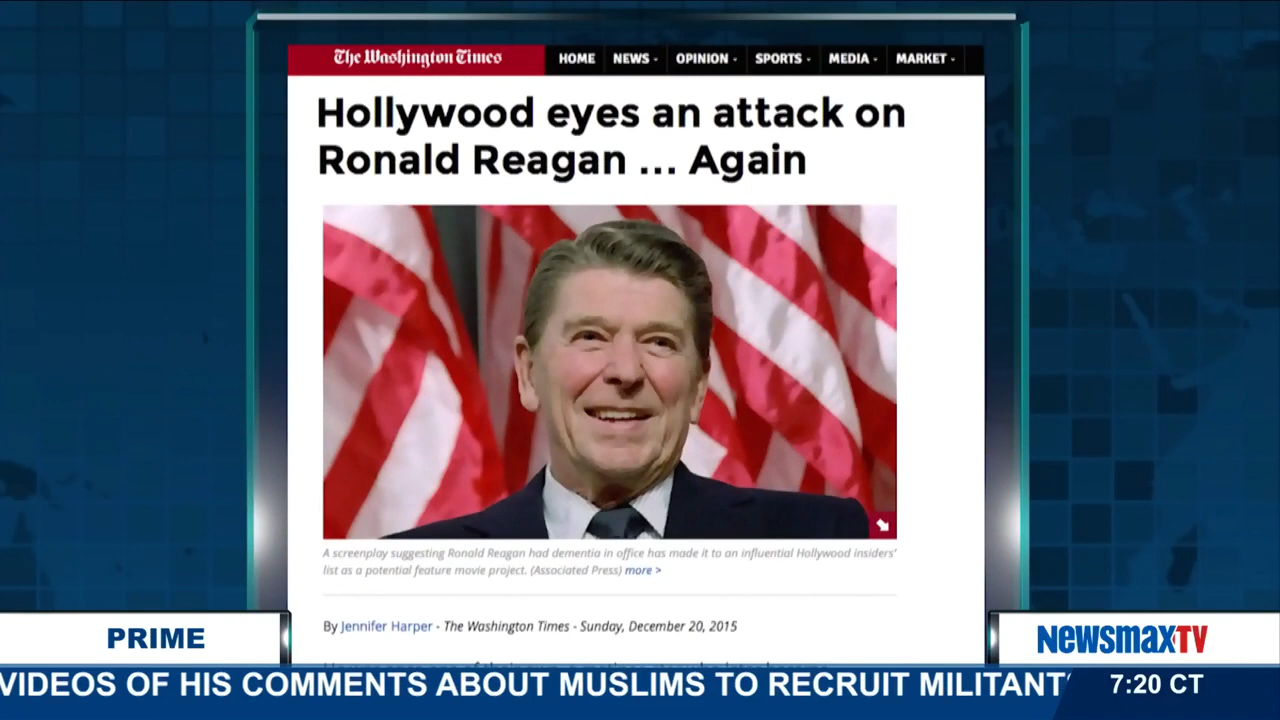 The Washington Times
HOME NEWS OPINION SPORTS MEDIA MARKET
Hollywood eyes an attack on
Ronald Reagan ... Again
A screenplay suggesting Ronald Reagan had dementia in office has made it to an influential Hollywood insiders'
list as a potential feature movie project. (Associated Press) more >
By Jennifer Harper - The Washington Times - Sunday, December 20, 2015
PRIME
NEWSMAXTV
VIDEOS OF HIS COMMENTS ABOUT MUSLIMS TO RECRUIT MILITANTS
7:20 CT